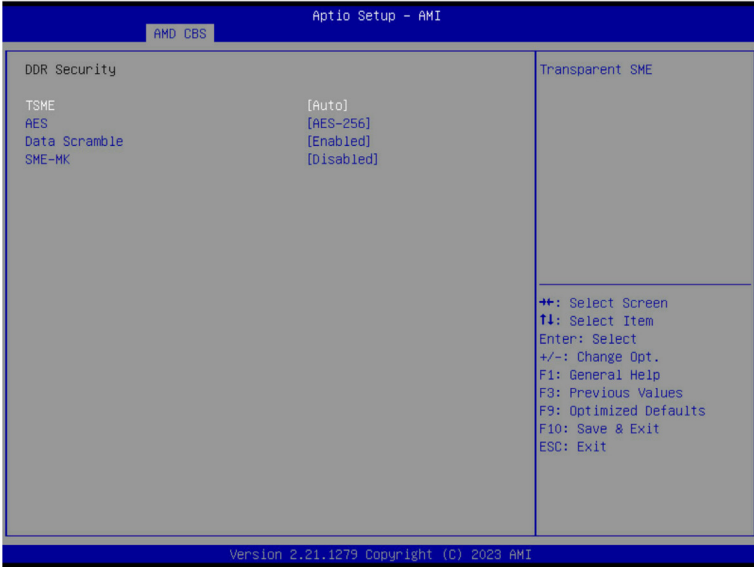 Aptio Setup - AMI
AMD CBS
DDR Security
TSME [Auto]
AES [AES-256]
Data Scramble [Enabled]
SME-MK [Disabled]
Transparent SME
→←: Select Screen
↑↓: Select Item
Enter: Select
+/-: Change Opt.
F1: General Help
F3: Previous Values
F9: Optimized Defaults
F10: Save & Exit
ESC: Exit
Version 2.21.1279 Copyright (C) 2023 AMI